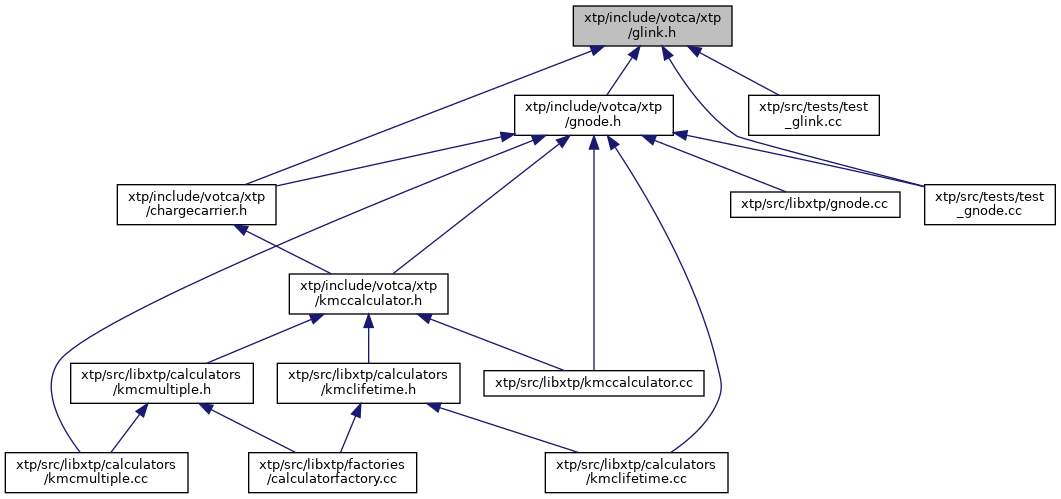 xtp/include/votca/xtp
/glink.h
xtp/include/votca/xtp
/gnode.h
xtp/src/tests/test
_glink.cc
xtp/include/votca/xtp
/chargecarrier.h
xtp/src/libxtp/gnode.cc
xtp/src/tests/test
_gnode.cc
xtp/include/votca/xtp
/kmccalculator.h
xtp/src/libxtp/calculators
/kmcmultiple.h
xtp/src/libxtp/calculators
/kmclifetime.h
xtp/src/libxtp/kmccalculator.cc
xtp/src/libxtp/calculators
/kmcmultiple.cc
xtp/src/libxtp/factories
/calculatorfactory.cc
xtp/src/libxtp/calculators
/kmclifetime.cc